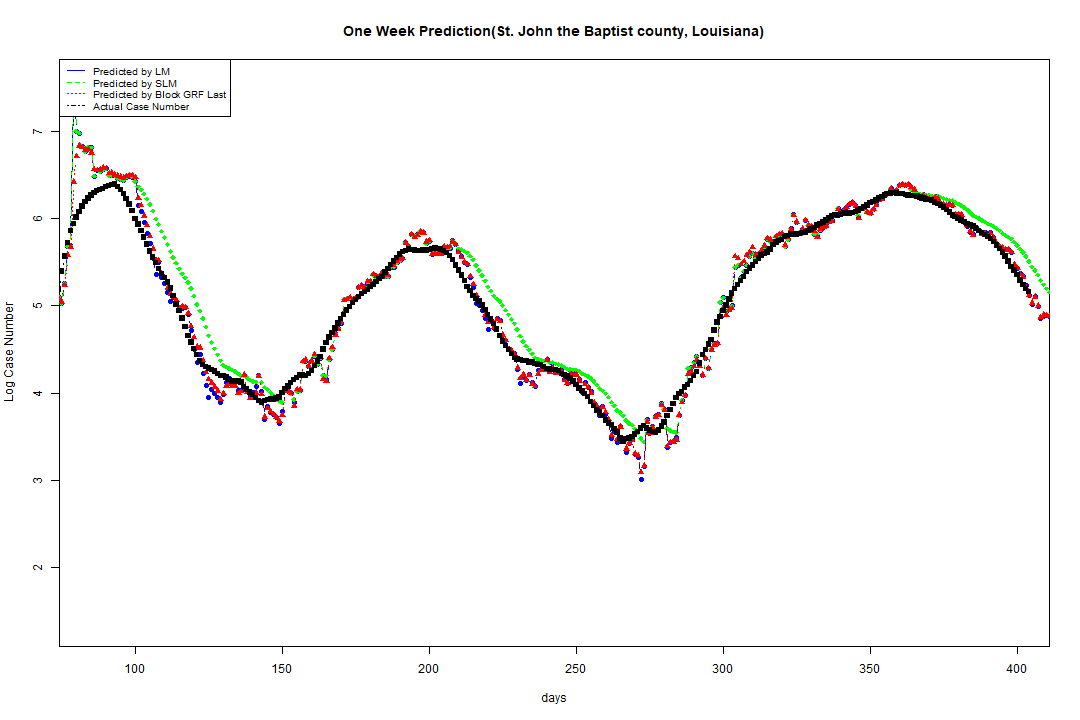 One Week Prediction(St. John the Baptist county, Louisiana)
Predicted by LM
Predicted by SLM
Predicted by Block GRF Last
Actual Case Number
7
6
5
4
3
2
Log Case Number
100 150 200 250 300 350 400
days